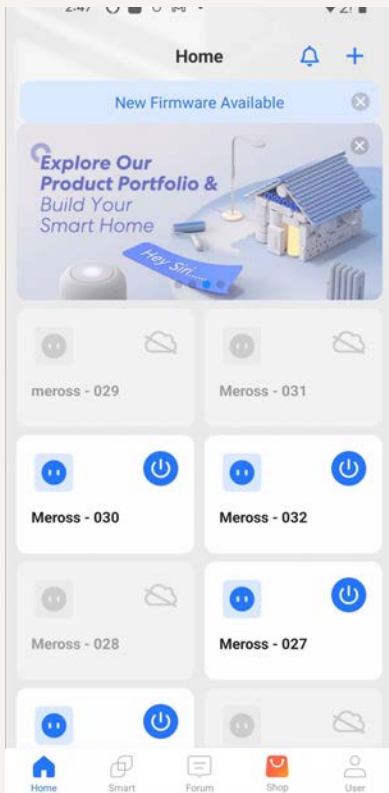 Home
New Firmware Available
Explore Our
Product Portfolio &
Build Your
Smart Home
Hey Siri.....
meross - 029
Meross - 031
Meross - 030
Meross - 032
Meross - 028
Meross - 027
Home
Smart
Forum
Shop
User